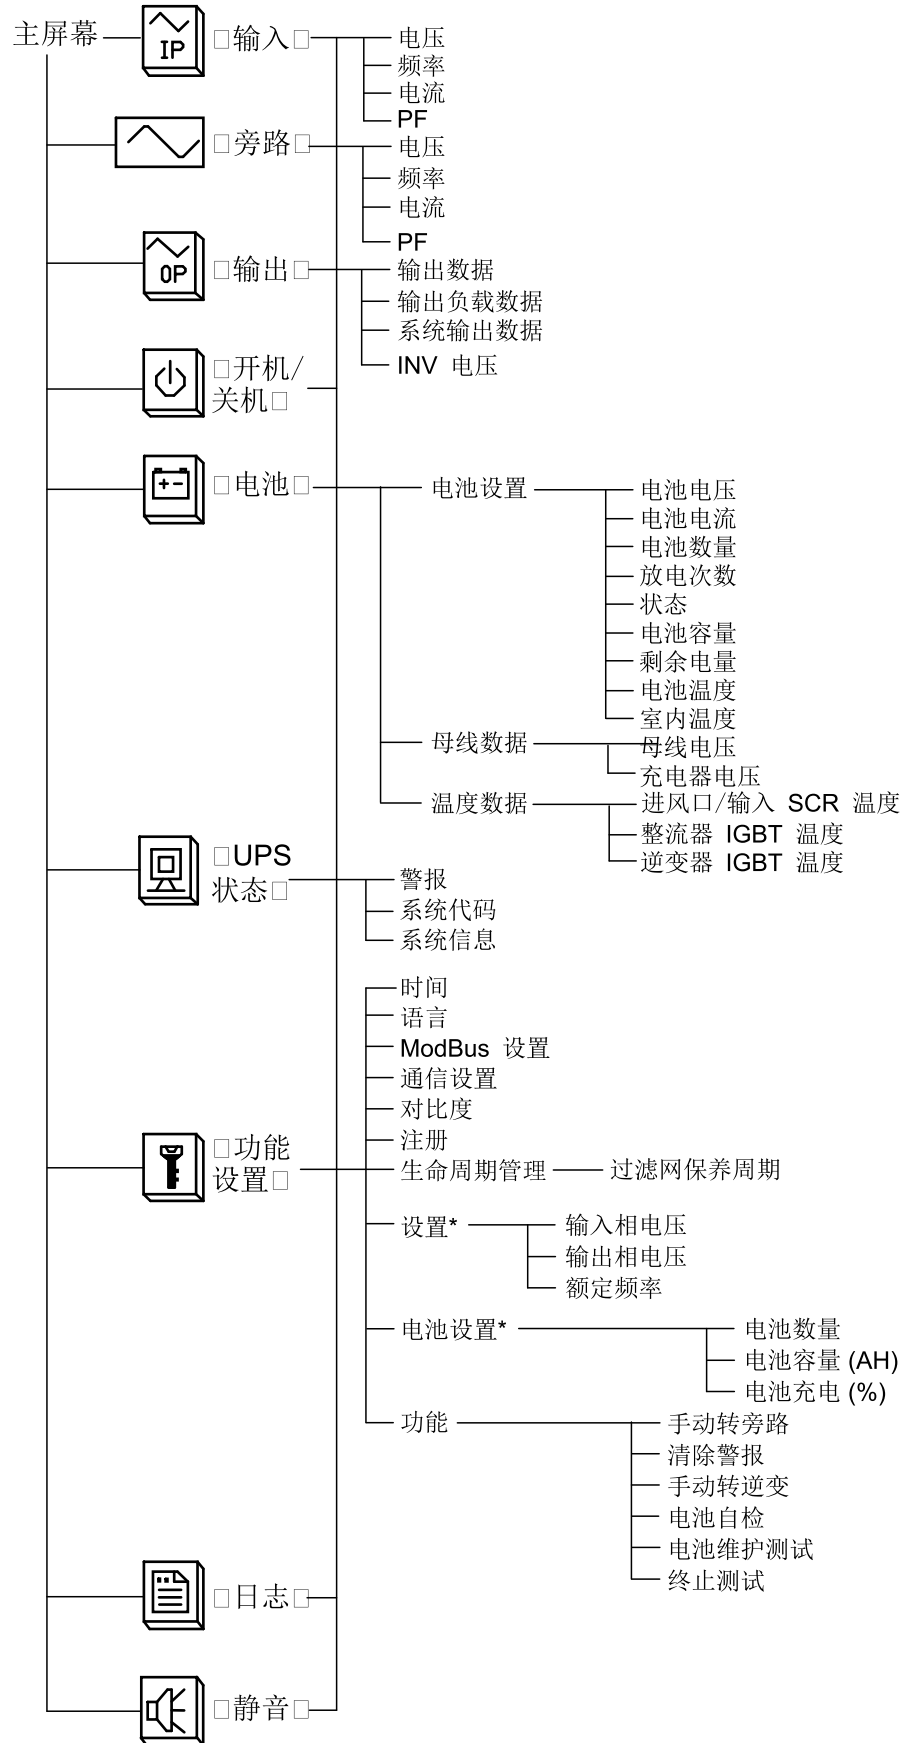 主屏幕
IP
□输入□
电压
频率
电流
PF
□旁路□
电压
频率
电流
PF
OP
□输出□
输出数据
输出负载数据
系统输出数据
INV 电压
□开机/
关机□
+ -
□电池□
电池设置
电池电压
电池电流
电池数量
放电次数
状态
电池容量
剩余电量
电池温度
室内温度
母线数据
母线电压
充电器电压
温度数据
进风口/输入 SCR 温度
整流器 IGBT 温度
逆变器 IGBT 温度
□UPS
状态□
警报
系统代码
系统信息
□功能
设置□
时间
语言
ModBus 设置
通信设置
对比度
注册
生命周期管理
过滤网保养周期
设置*
输入相电压
输出相电压
额定频率
电池设置*
电池数量
电池容量 (AH)
电池充电 (%)
功能
手动转旁路
清除警报
手动转逆变
电池自检
电池维护测试
终止测试
□日志□
□静音□